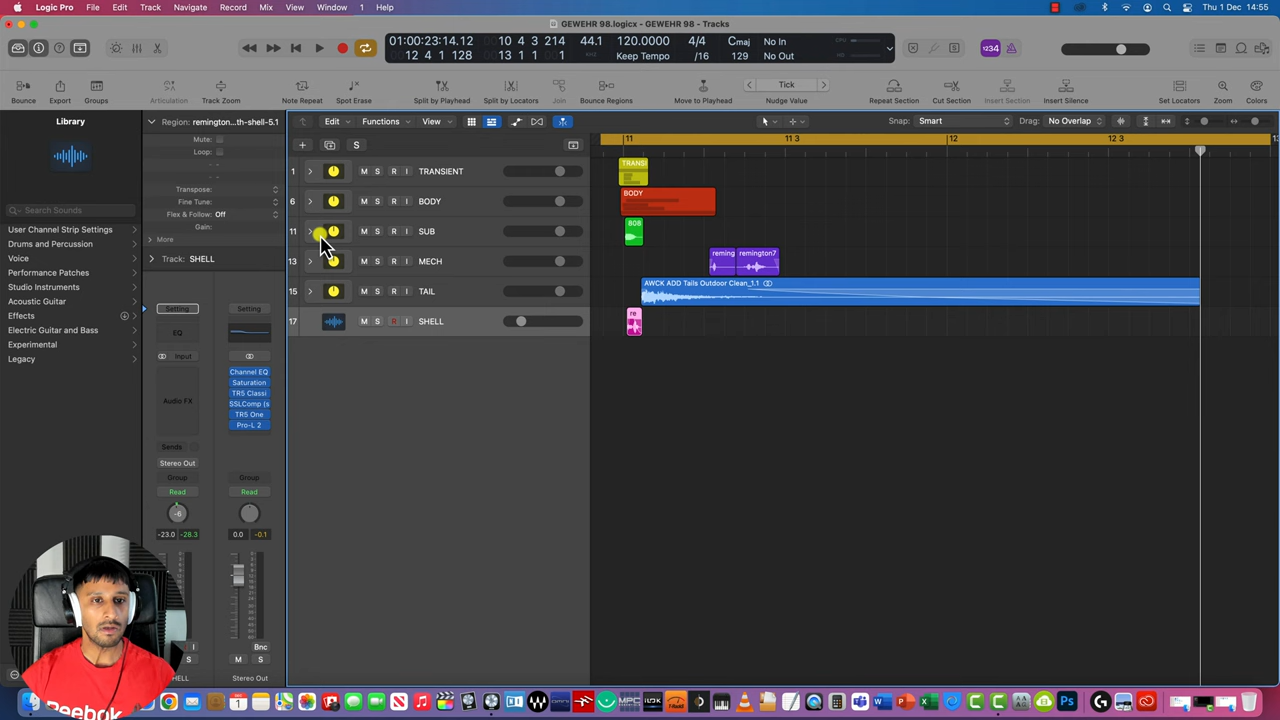 Logic Pro File Edit Track Navigate Record Mix View Window 1 Help Thu 1 Dec 14:55
GEWEHR 98.logicx - GEWEHR 98 - Tracks
01:00:23:14.12 10 4 3 214 44.1 120.0000 4/4 Cmaj No In CPU
12 4 1 128 13 1 1 1 Keep Tempo /16 129 No Out HD
1234
Bounce Export Groups Articulation Track Zoom Note Repeat Spot Erase Split by Playhead Split by Locators Join Bounce Regions Move to Playhead Tick Nudge Value Repeat Section Cut Section Insert Section Insert Silence Set Locators Zoom Colors
Library
Region: remington...th-shell-5.1
Edit Functions View Snap: Smart Drag: No Overlap
Mute:
11 11 3 12 12 3
Loop:
S
1 M S R I TRANSIENT TRANSI
Transpose:
Fine Tune:
6 M S R I BODY BODY
Search Sounds
Flex & Follow: Off
Gain:
User Channel Strip Settings
11 M S R I SUB 808
More
Drums and Percussion
Voice
Track: SHELL
13 M S R I MECH reming remington7
Performance Patches
Studio Instruments
15 M S R I TAIL AWCK ADD Tails Outdoor Clean_1.1
Acoustic Guitar
Setting Setting
Effects
17 M S R I SHELL re
Electric Guitar and Bass
EQ
Experimental
Input
Legacy
Channel EQ
Saturation
TR5 Classi
Audio FX
SSLComp (s
TR5 One
Pro-L 2
Sends
Stereo Out
Group Group
Read Read
-6
-23.0 -28.3 0.0 -0.1
I Bnc
S M S
SHELL Stereo Out
Reebok